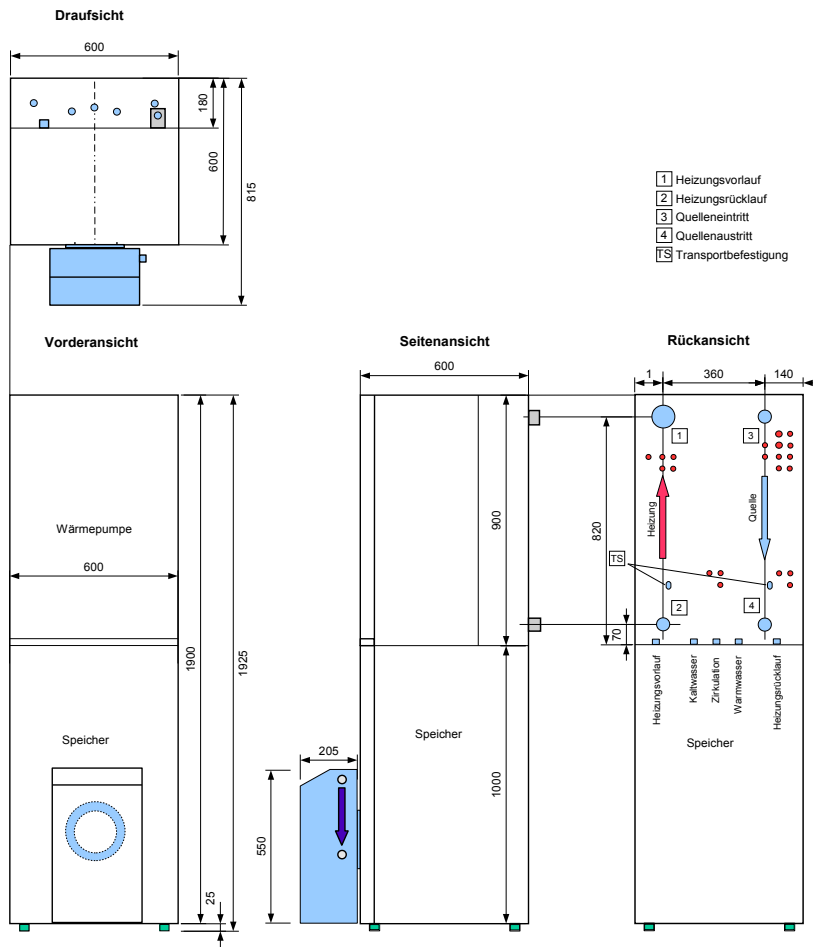 Draufsicht
600
180
600
815
1 Heizungsvorlauf
2 Heizungsrücklauf
3 Quelleneintritt
4 Quellenaustritt
TS Transportbefestigung
Vorderansicht
Wärmepumpe
600
1900
1925
Speicher
25
Seitenansicht
600
900
820
Speicher
205
550
1000
Rückansicht
1
360
140
1
3
Heizung
Quelle
TS
2
4
70
Heizungsvorlauf
Kaltwasser
Zirkulation
Warmwasser
Heizungsrücklauf
Speicher